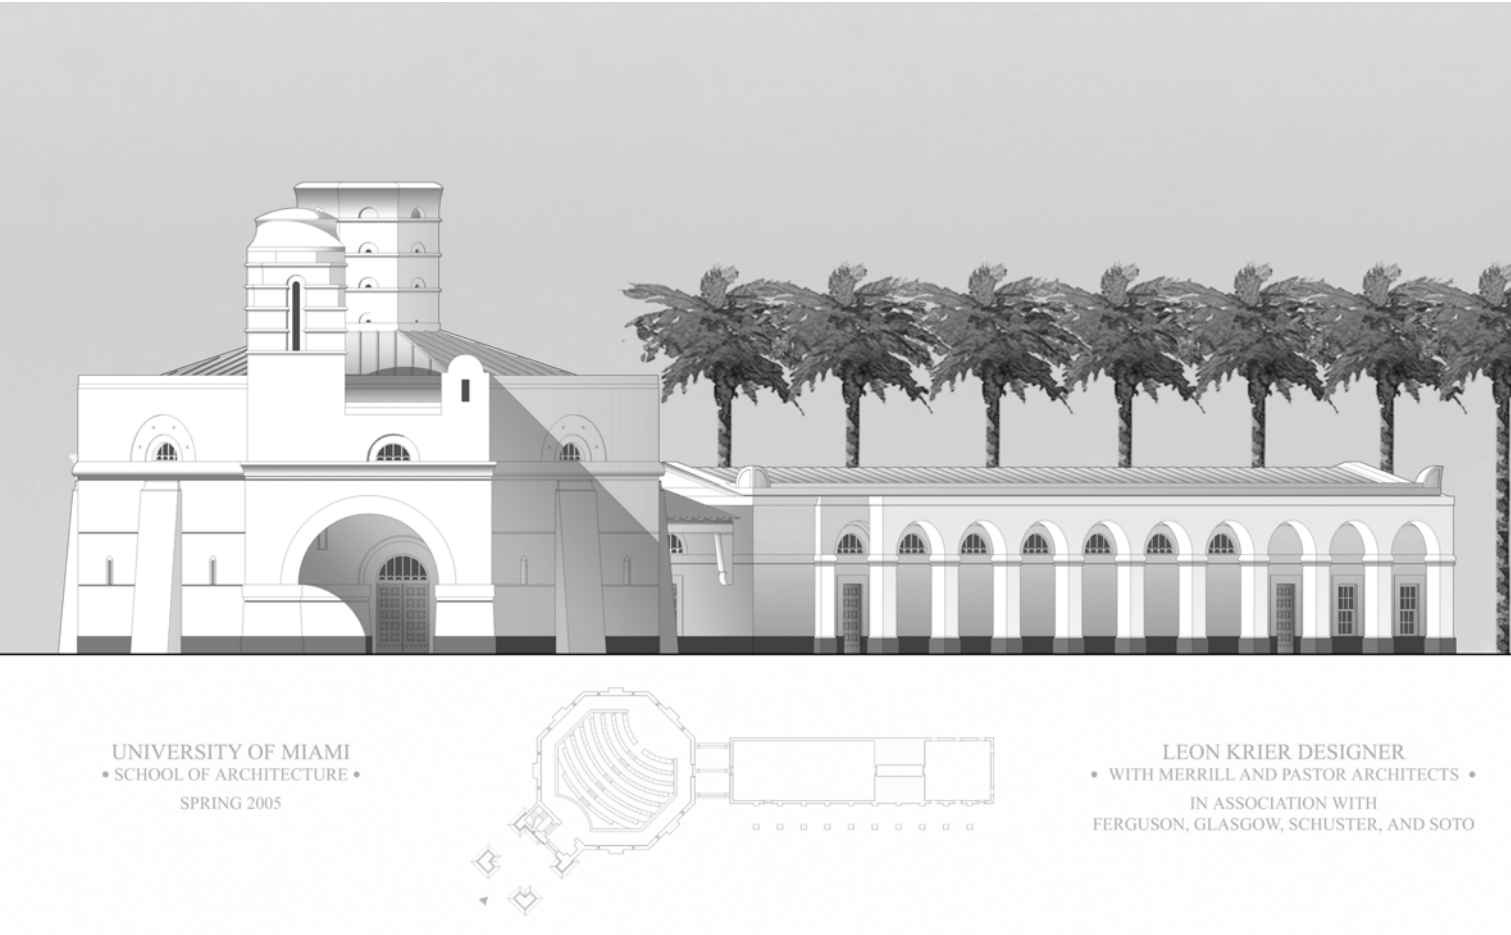 UNIVERSITY OF MIAMI
• SCHOOL OF ARCHITECTURE •
SPRING 2005
LEON KRIER DESIGNER
• WITH MERRILL AND PASTOR ARCHITECTS •
IN ASSOCIATION WITH
FERGUSON, GLASGOW, SCHUSTER, AND SOTO